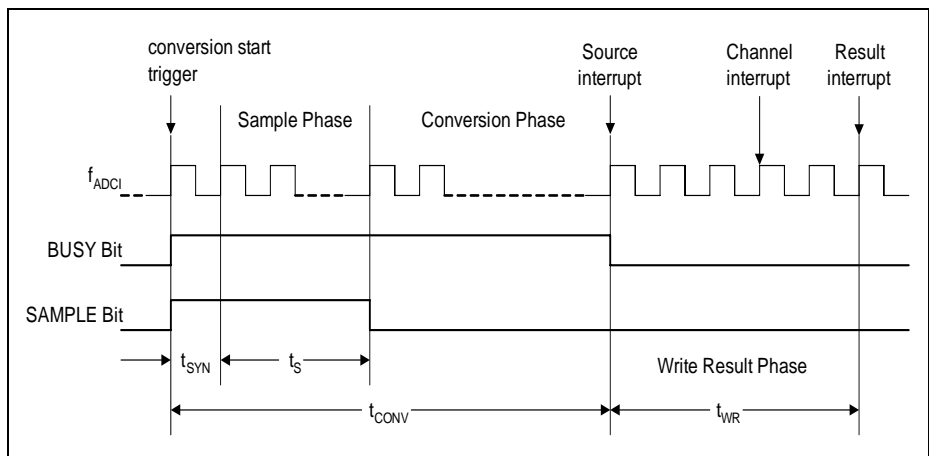 conversion start
trigger
Source
interrupt
Channel
interrupt
Result
interrupt
Sample Phase
Conversion Phase
fADCI
BUSY Bit
SAMPLE Bit
tSYN
tS
Write Result Phase
tCONV
tWR